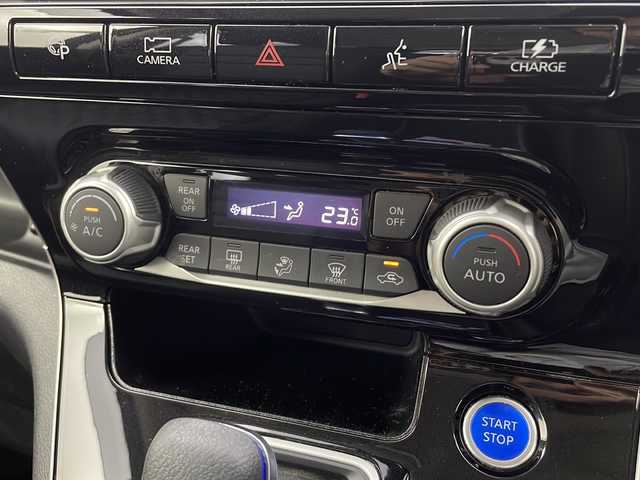 P
CAMERA
CHARGE
PUSH
A/C
REAR
ON
OFF
23.0
°C
ON
OFF
REAR
SET
REAR
FRONT
PUSH
AUTO
START
STOP